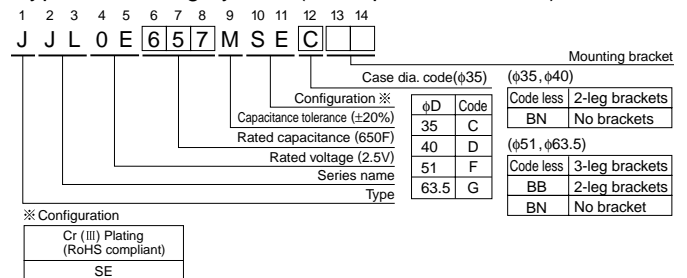 1 2 3 4 5 6 7 8 9 10 11 12 13 14
J J L 0 E 6 5 7 M S E C
Mounting bracket
Case dia. code(φ35)
Configuration ※
Capacitance tolerance (±20%)
Rated capacitance (650F)
Rated voltage (2.5V)
Series name
Type
φD Code
35 C
40 D
51 F
63.5 G
(φ35, φ40)
Code less 2-leg brackets
BN No brackets
(φ51, φ63.5)
Code less 3-leg brackets
BB 2-leg brackets
BN No bracket
※Configuration
Cr (III) Plating
(RoHS compliant)
SE